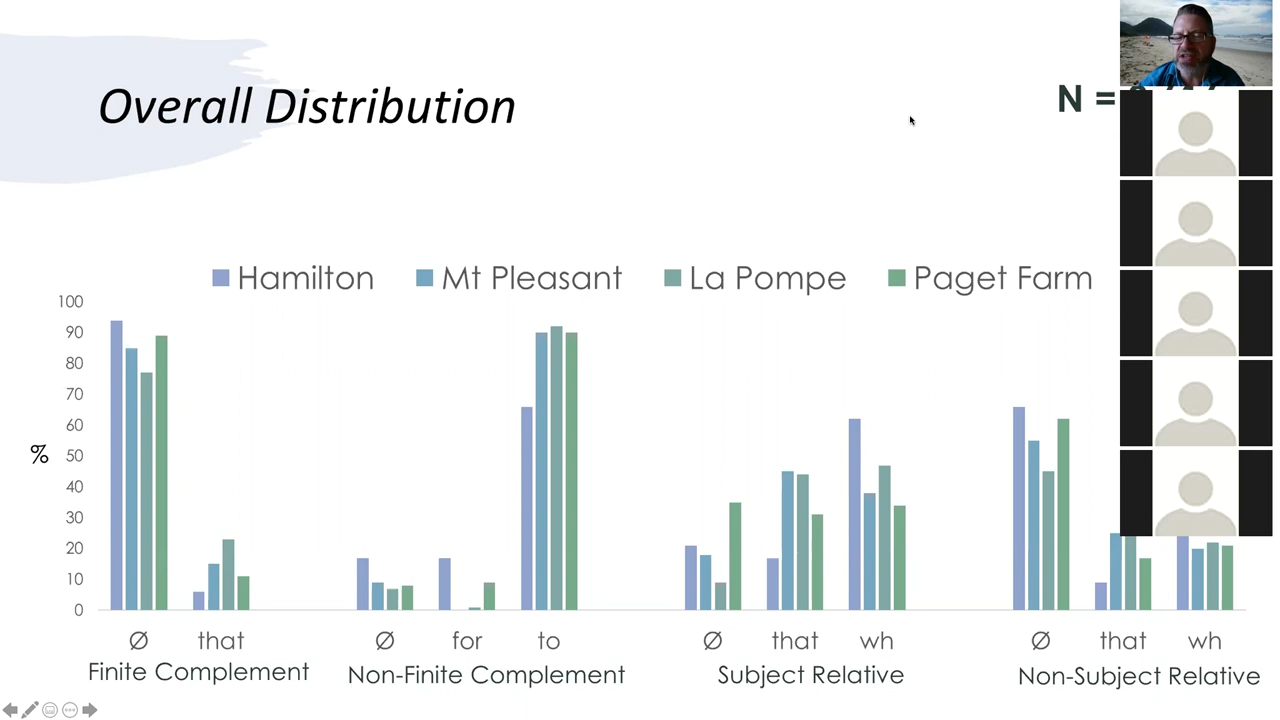 Overall Distribution
N =
Hamilton Mt Pleasant La Pompe Paget Farm
100
90
80
70
60
50
40
30
20
10
0
%
Ø that Ø for to Ø that wh Ø that wh
Finite Complement Non-Finite Complement Subject Relative Non-Subject Relative